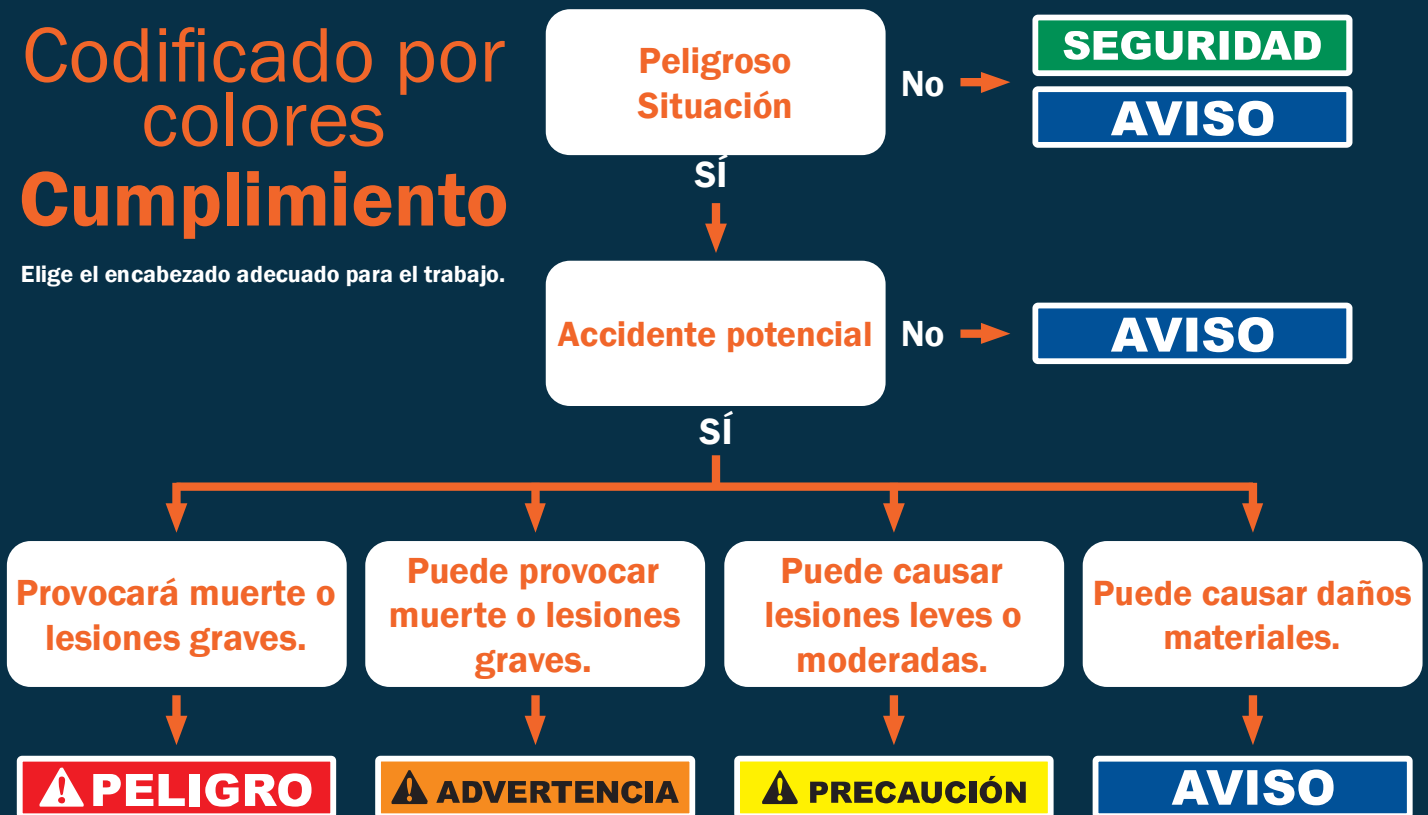 Codificado por
colores
Cumplimiento
Elige el encabezado adecuado para el trabajo.
Peligroso
Situación
No
SEGURIDAD
AVISO
SÍ
Accidente potencial
No
AVISO
SÍ
Provocará muerte o
lesiones graves.
Puede provocar
muerte o lesiones
graves.
Puede causar
lesiones leves o
moderadas.
Puede causar daños
materiales.
PELIGRO
ADVERTENCIA
PRECAUCIÓN
AVISO